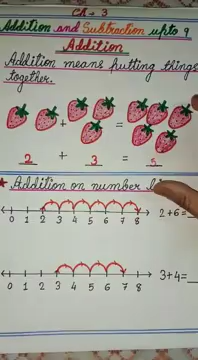 CH - 3
Addition and Subtraction upto 9
Addition
Addition means putting things
together.
+ =
2 + 3 = 5
★ Addition on number
0 1 2 3 4 5 6 7 8 2+6=
0 1 2 3 4 5 6 7 8 3+4=